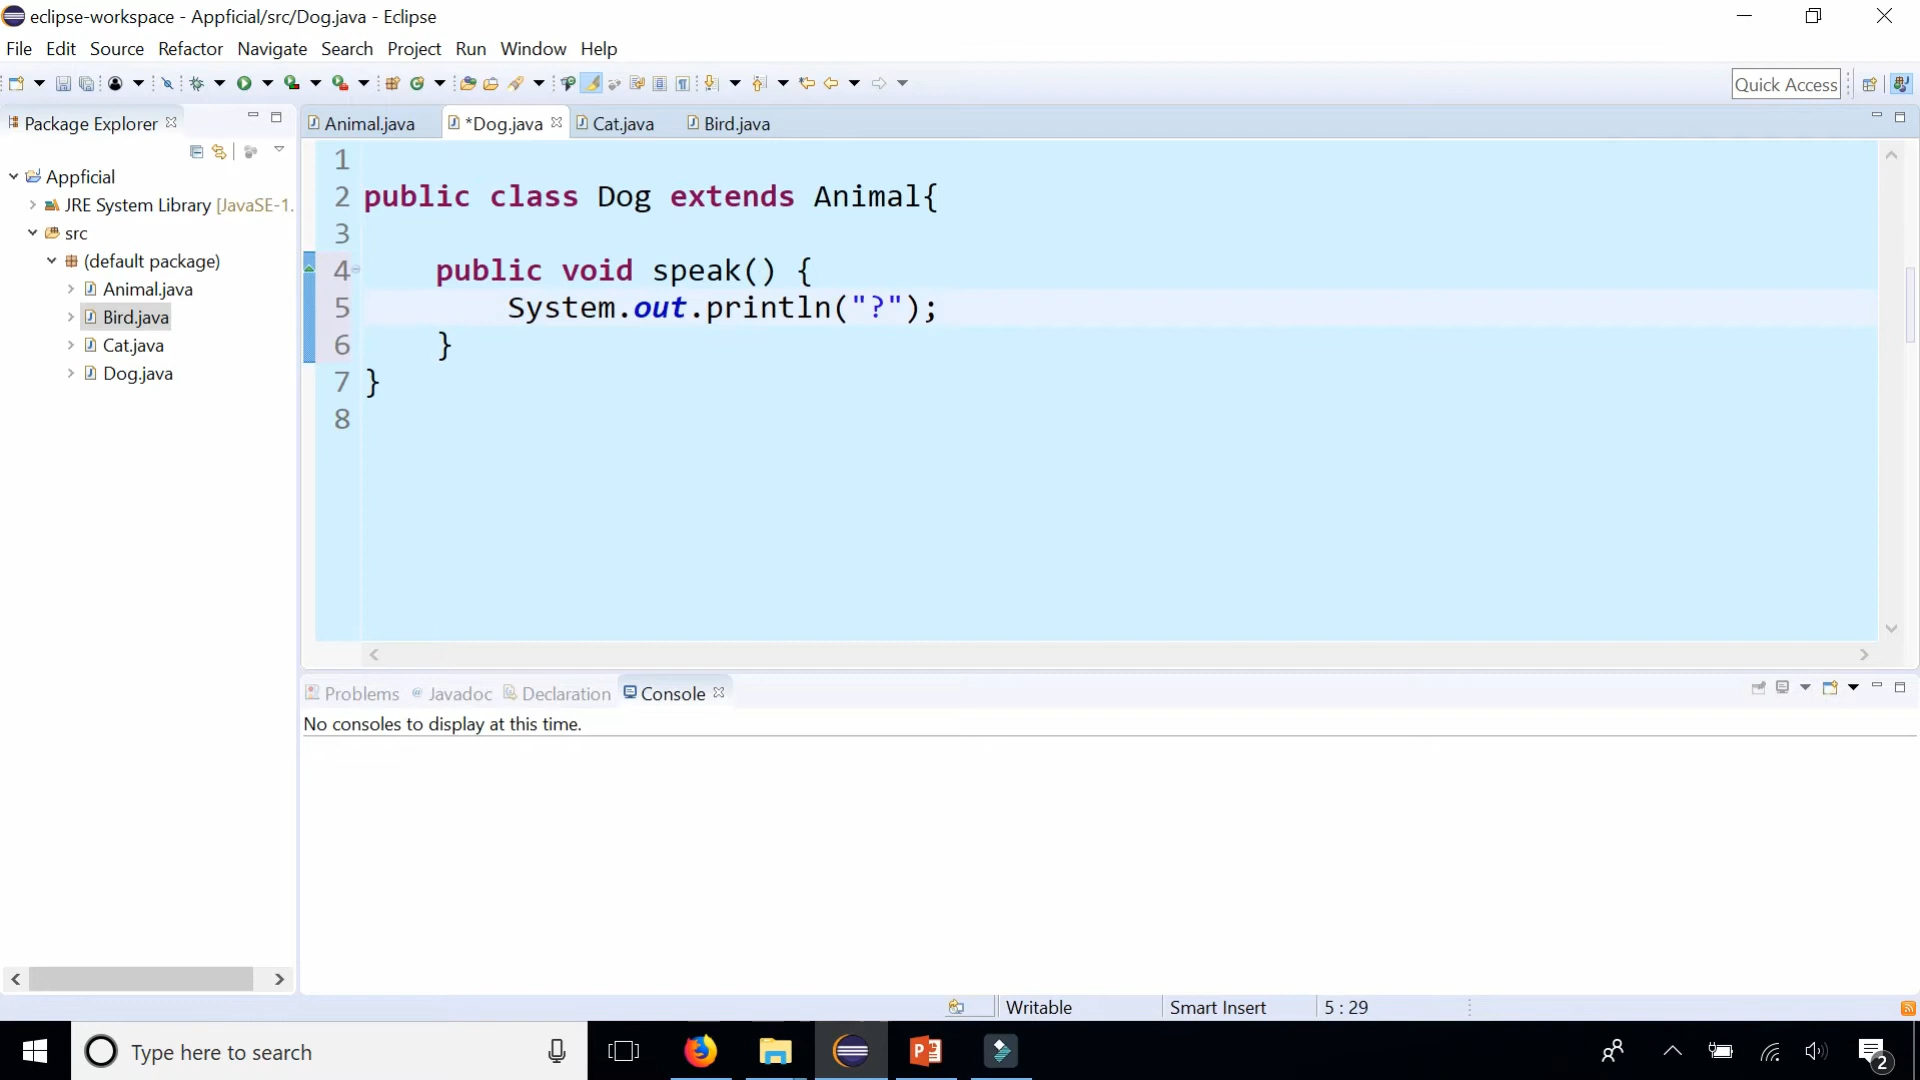 eclipse-workspace - Appficial/src/Dog.java - Eclipse
File Edit Source Refactor Navigate Search Project Run Window Help
Quick Access
Package Explorer
Animal.java *Dog.java Cat.java Bird.java
Appficial
JRE System Library [JavaSE-1.
src
(default package)
Animal.java
Bird.java
Cat.java
Dog.java
1
2 public class Dog extends Animal{
3
4 public void speak() {
5 System.out.println("?");
6 }
7 }
8
Problems Javadoc Declaration Console
No consoles to display at this time.
Writable Smart Insert 5 : 29
Type here to search
2